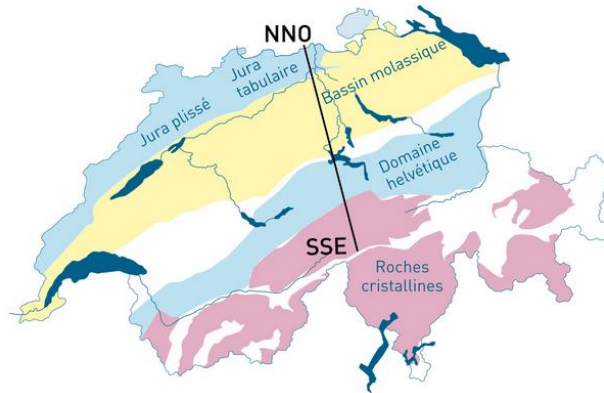 NNO
Jura
tabulaire
Jura plissé
Bassin molassique
Domaine
helvétique
SSE
Roches
cristallines